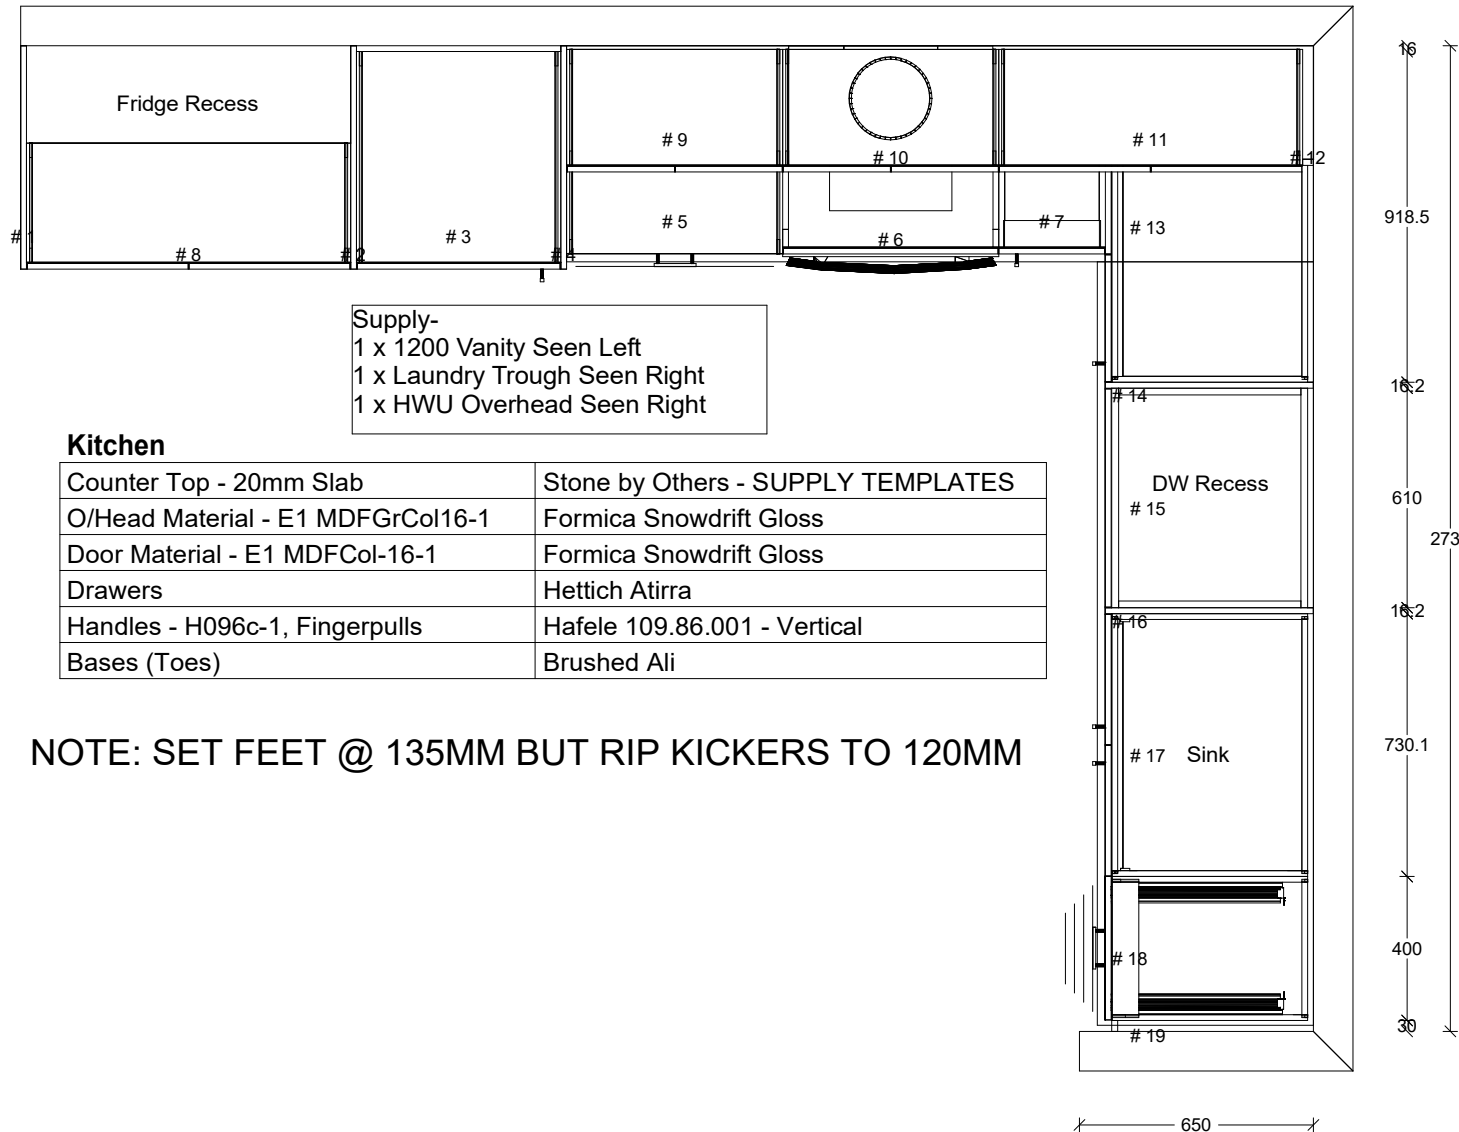 16
Fridge Recess
# 9
# 10
# 11
# 12
918.5
# 1
# 8
# 2
# 3
# 4
# 5
# 6
# 7
# 13
Supply-
1 x 1200 Vanity Seen Left
1 x Laundry Trough Seen Right
1 x HWU Overhead Seen Right
16.2
# 14
Kitchen
Counter Top - 20mm Slab Stone by Others - SUPPLY TEMPLATES
O/Head Material - E1 MDFGrCol16-1 Formica Snowdrift Gloss
Door Material - E1 MDFCol-16-1 Formica Snowdrift Gloss
Drawers Hettich Atirra
Handles - H096c-1, Fingerpulls Hafele 109.86.001 - Vertical
Bases (Toes) Brushed Ali
DW Recess
# 15
610
273
16.2
# 16
NOTE: SET FEET @ 135MM BUT RIP KICKERS TO 120MM
# 17 Sink
730.1
# 18
400
30
# 19
650